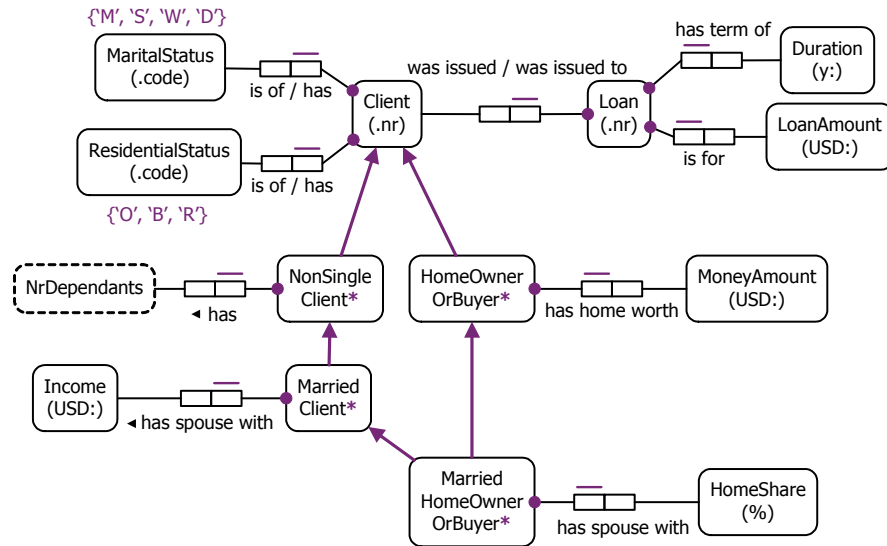 {‘M’, ‘S’, ‘W’, ‘D’}
MaritalStatus
(.code)
is of / has
Client
(.nr)
was issued / was issued to
Loan
(.nr)
has term of
Duration
(y:)
LoanAmount
(USD:)
is for
ResidentialStatus
(.code)
is of / has
{‘O’, ‘B’, ‘R’}
NrDependants
◄ has
NonSingle
Client*
HomeOwner
OrBuyer*
has home worth
MoneyAmount
(USD:)
Income
(USD:)
◄ has spouse with
Married
Client*
Married
HomeOwner
OrBuyer*
has spouse with
HomeShare
(%)